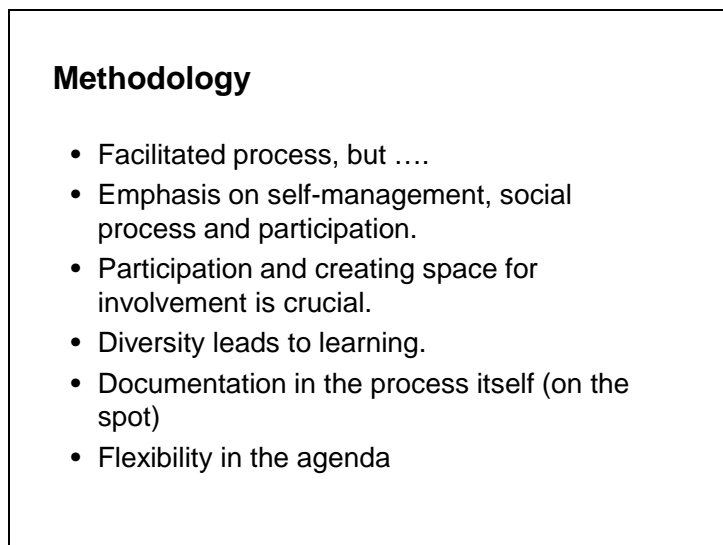 Methodology
• Facilitated process, but ….
• Emphasis on self-management, social
process and participation.
• Participation and creating space for
involvement is crucial.
• Diversity leads to learning.
• Documentation in the process itself (on the
spot)
• Flexibility in the agenda